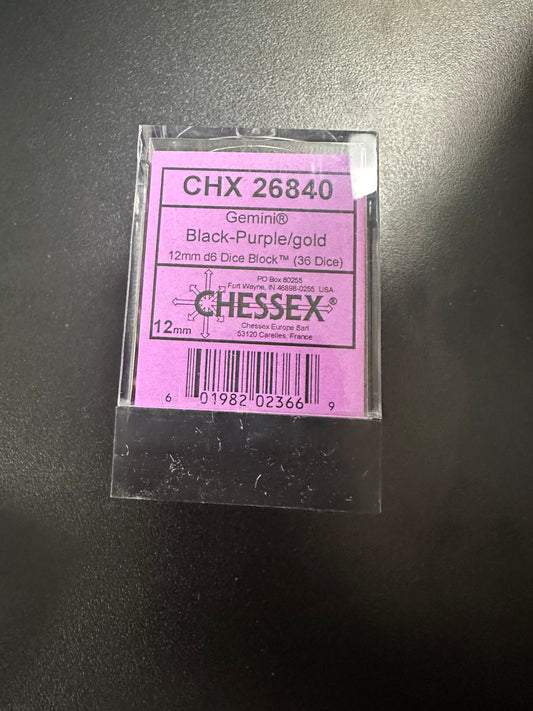 CHX 26840
Gemini®
Black-Purple/gold
12mm d6 Dice Block™ (36 Dice)
PO Box 80255
Fort Wayne, IN 46898-0255 USA
CHESSEX®
Chessex Europe Sarl
53120 Carelles, France
12mm
6 01982 02366 9